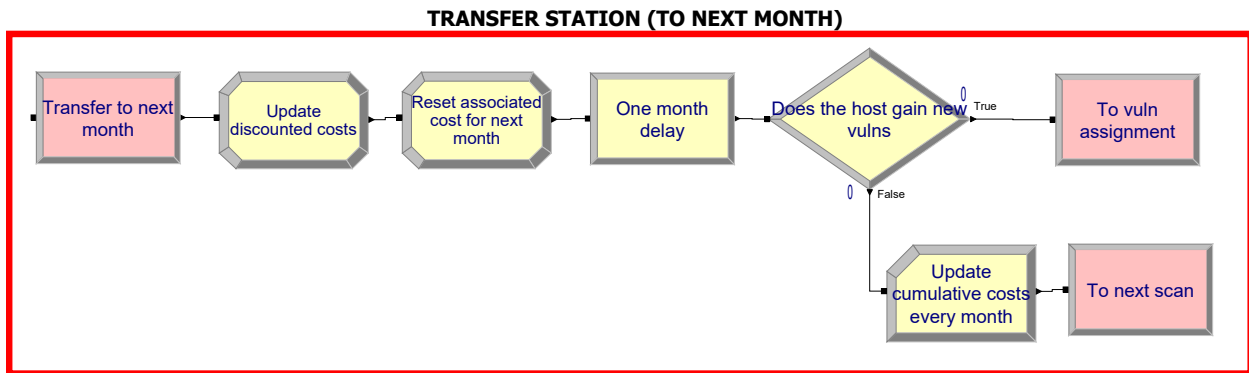 TRANSFER STATION (TO NEXT MONTH)
Transfer to next
month
Update
discounted costs
Reset associated
cost for next
month
One month
delay
Does the host gain new
vulns
0
True
To vuln
assignment
0
False
Update
cumulative costs
every month
To next scan